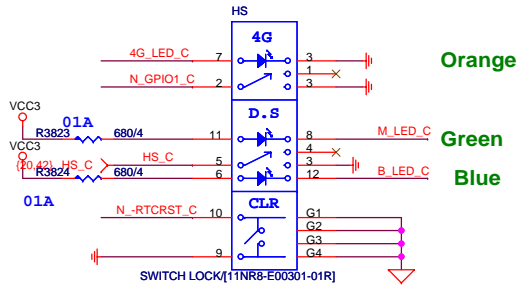 HS
4G
4G_LED_C 7 3 Orange
1
N_GPIO1_C 2 3
VCC3
01A
D.S
R3823 680/4 11 8 M_LED_C Green
VCC3
4
{20,42} HS_C HS_C 5 3
R3824 680/4 6 12 B_LED_C Blue
01A
CLR
N_-RTCRST_C 10 G1
G2
G3
9 G4
SWITCH LOCK/[11NR8-E00301-01R]